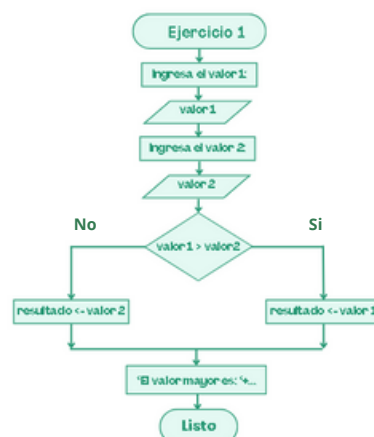 Ejercicio 1
Ingresa el valor 1:
valor 1
Ingresa el valor 2:
valor 2
No
Si
valor 1 > valor2
resultado <- valor 2
resultado <- valor 1
"El valor mayor es: "+...
Listo